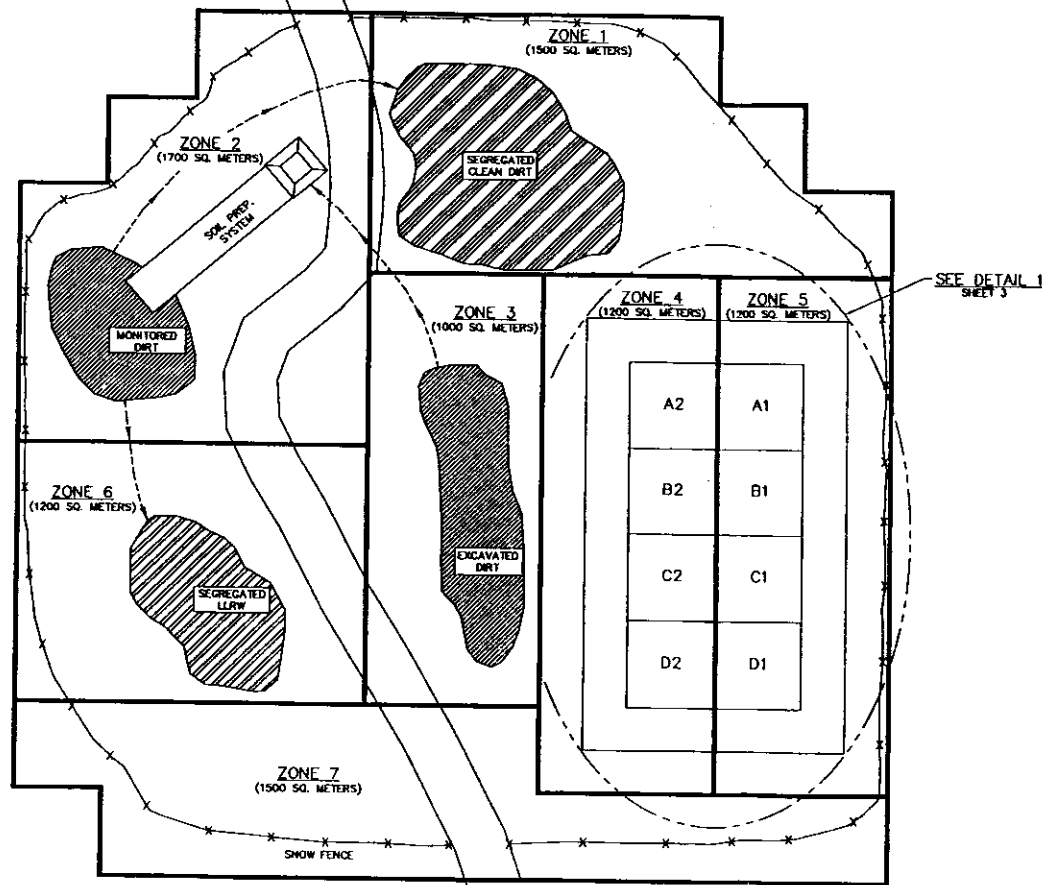 ZONE 1
(1500 SQ. METERS)
ZONE 2
(1700 SQ. METERS)
SEGREGATED
CLEAN DIRT
SOIL PREP.
SYSTEM
MONITORED
DIRT
ZONE 3
(1000 SQ. METERS)
ZONE 4
(1200 SQ. METERS)
ZONE 5
(1200 SQ. METERS)
SEE DETAIL 1
SHEET 3
A2
A1
B2
B1
C2
C1
D2
D1
ZONE 6
(1200 SQ. METERS)
EXCAVATED
DIRT
SEGREGATED
LLRW
ZONE 7
(1500 SQ. METERS)
SNOW FENCE